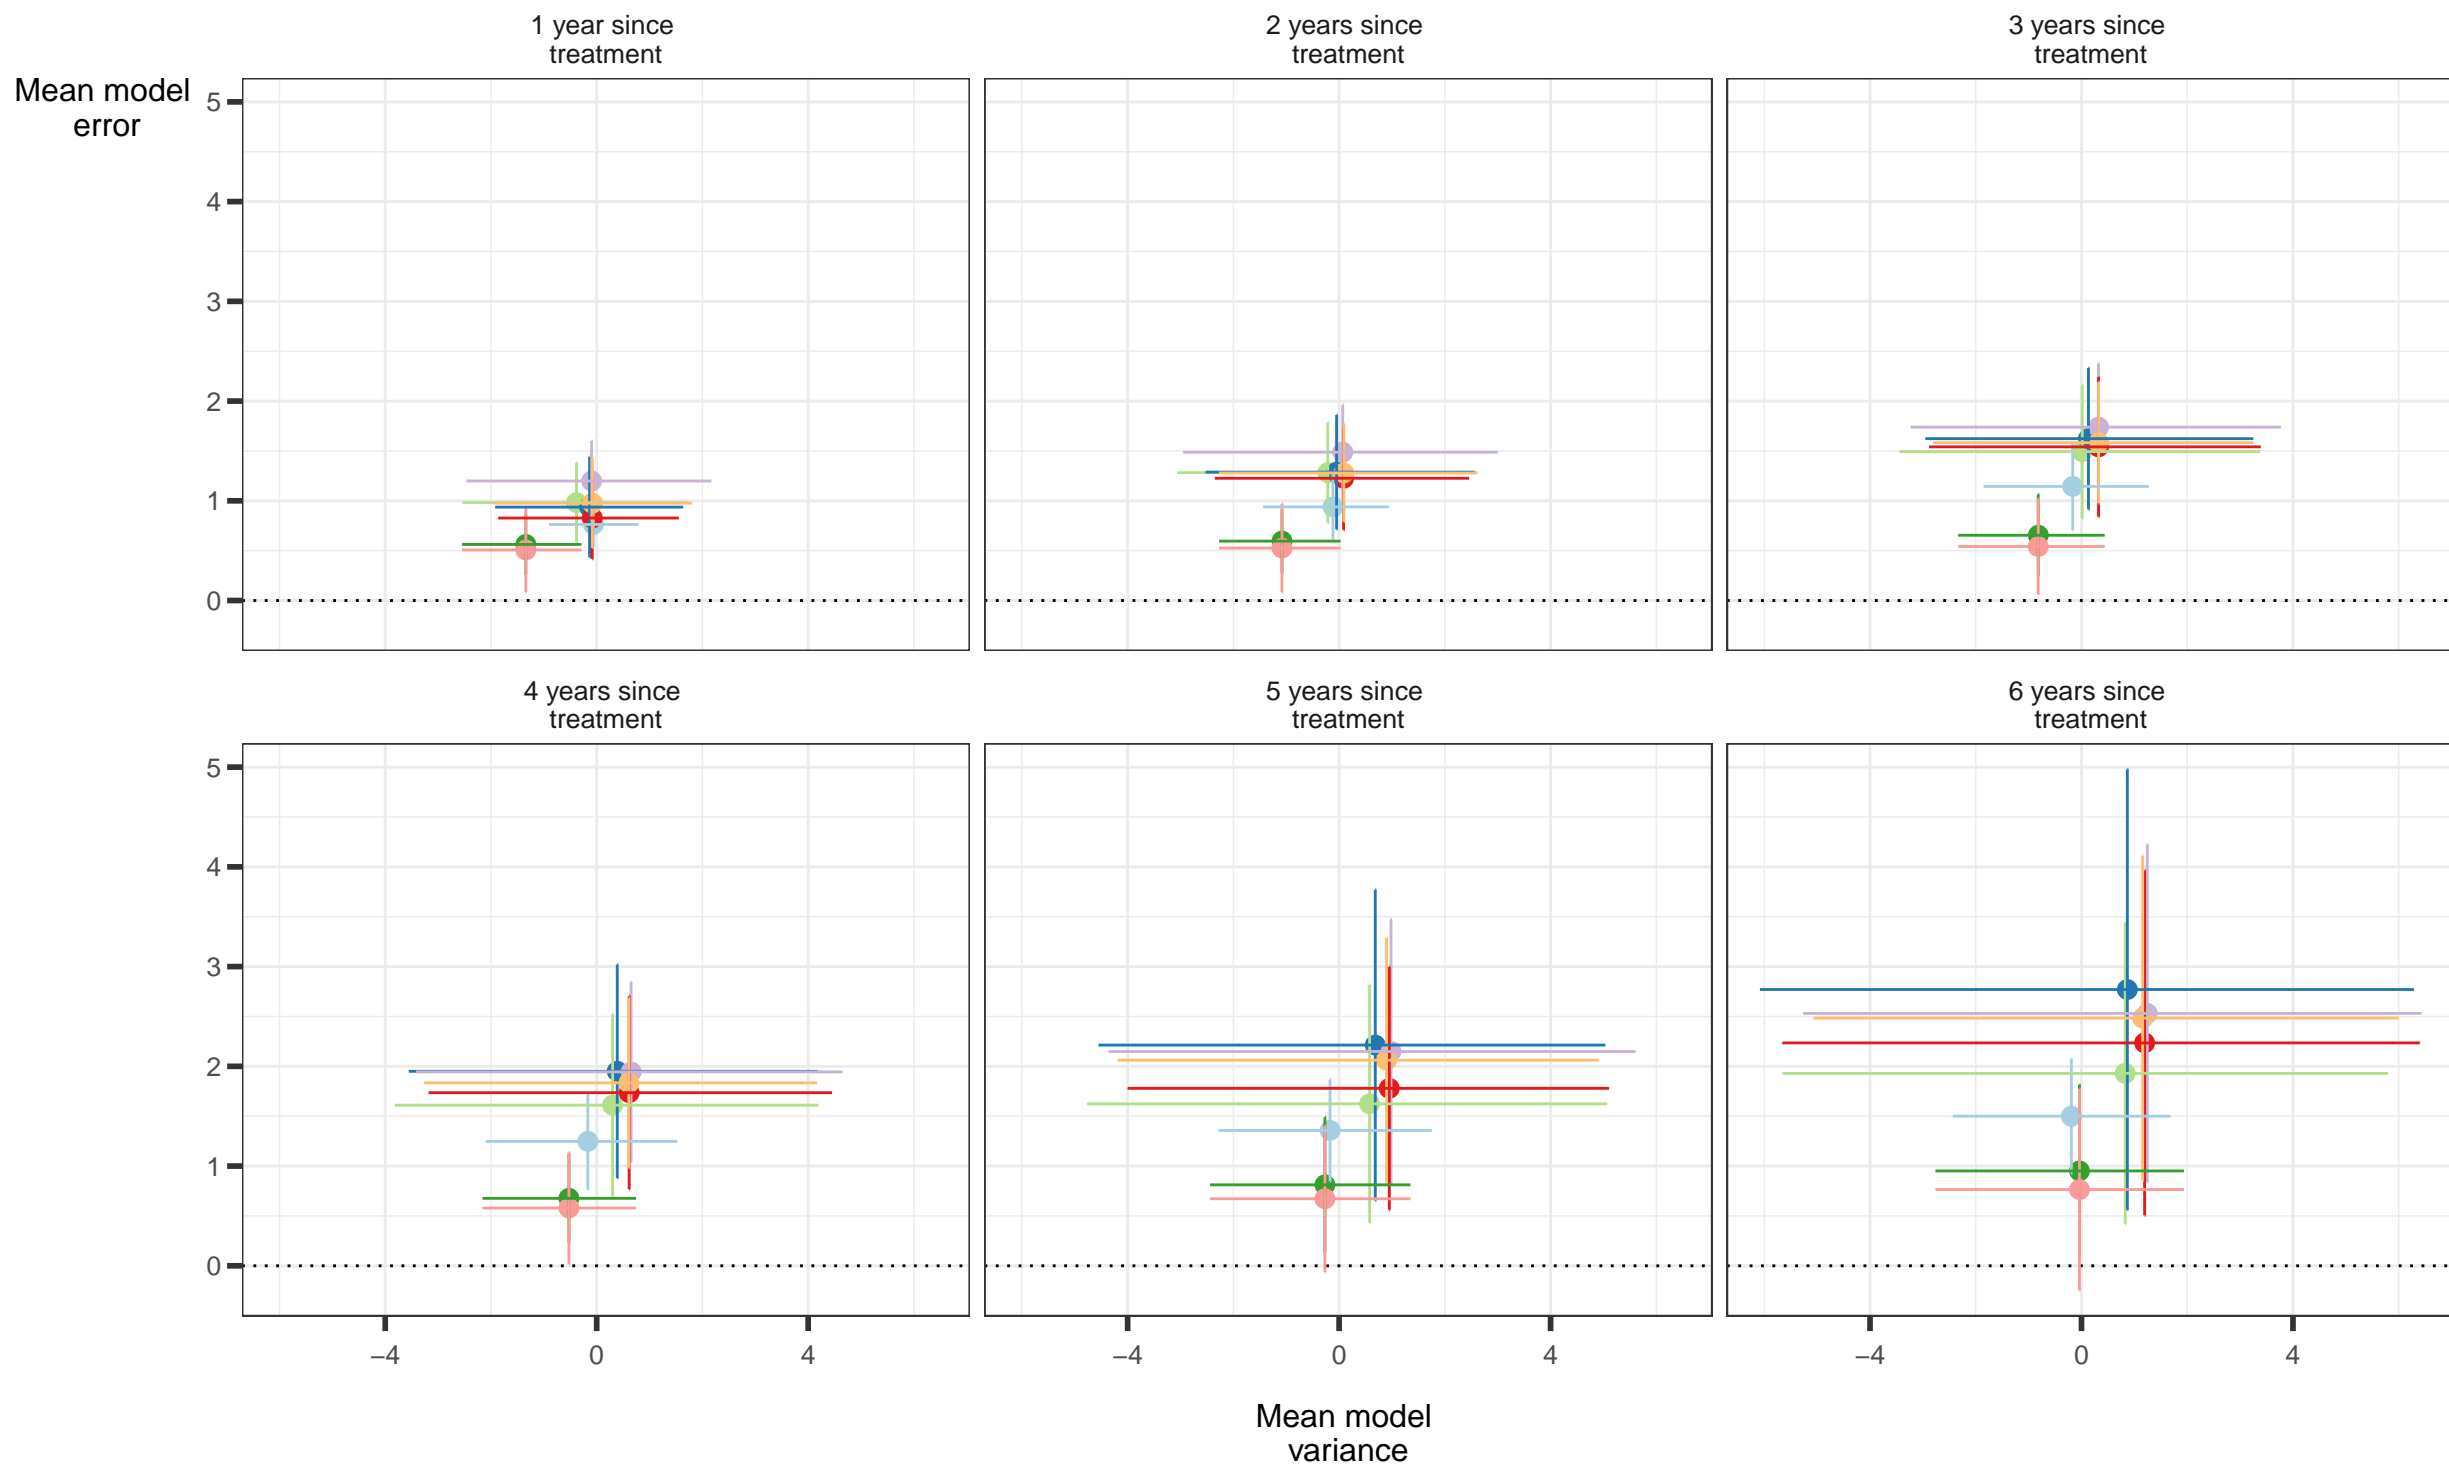 1 year since
treatment
2 years since
treatment
3 years since
treatment
Mean model
error
5
4
3
2
1
0
4 years since
treatment
5 years since
treatment
6 years since
treatment
5
4
3
2
1
0
−4 0 4
−4 0 4
−4 0 4
Mean model
variance